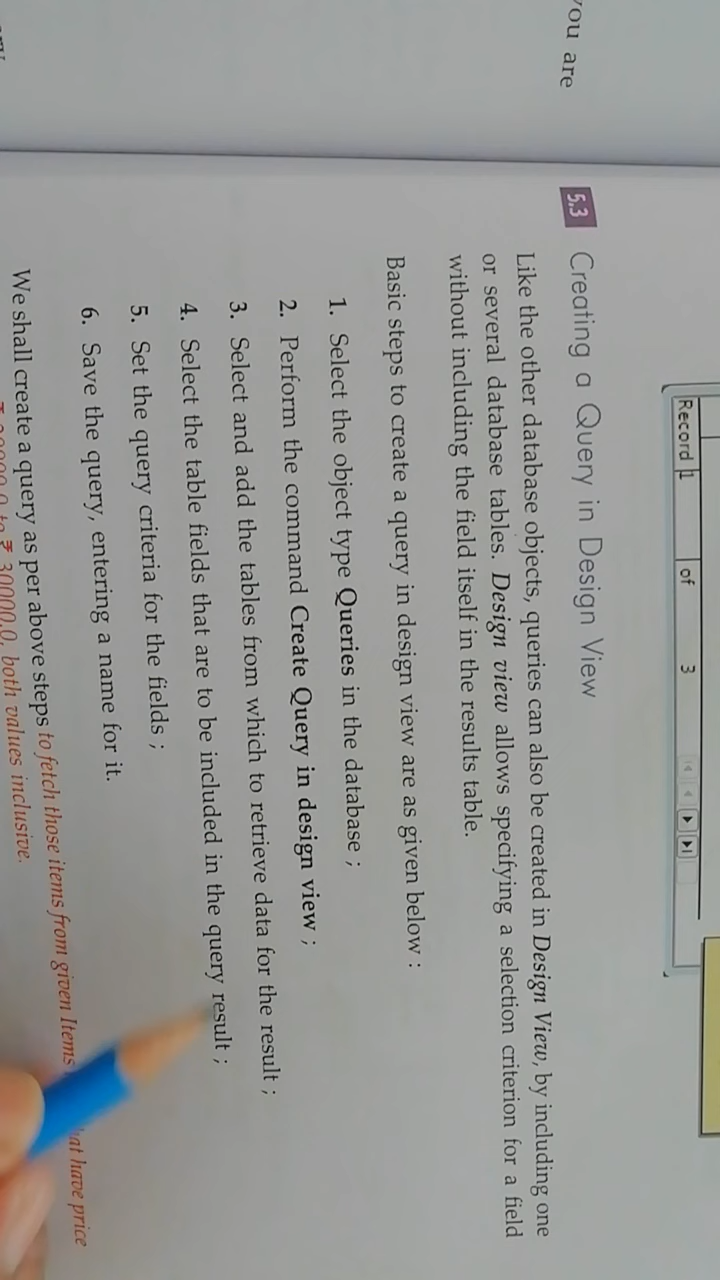 you are
Record 1 of 3
5.3 Creating a Query in Design View
Like the other database objects, queries can also be created in Design View, by including one
or several database tables. Design view allows specifying a selection criterion for a field
without including the field itself in the results table.
Basic steps to create a query in design view are as given below :
1. Select the object type Queries in the database ;
2. Perform the command Create Query in design view ;
3. Select and add the tables from which to retrieve data for the result ;
4. Select the table fields that are to be included in the query result ;
5. Set the query criteria for the fields ;
6. Save the query, entering a name for it.
We shall create a query as per above steps to fetch those items from given Items have price
to ₹ 30000.0, both values inclusive.